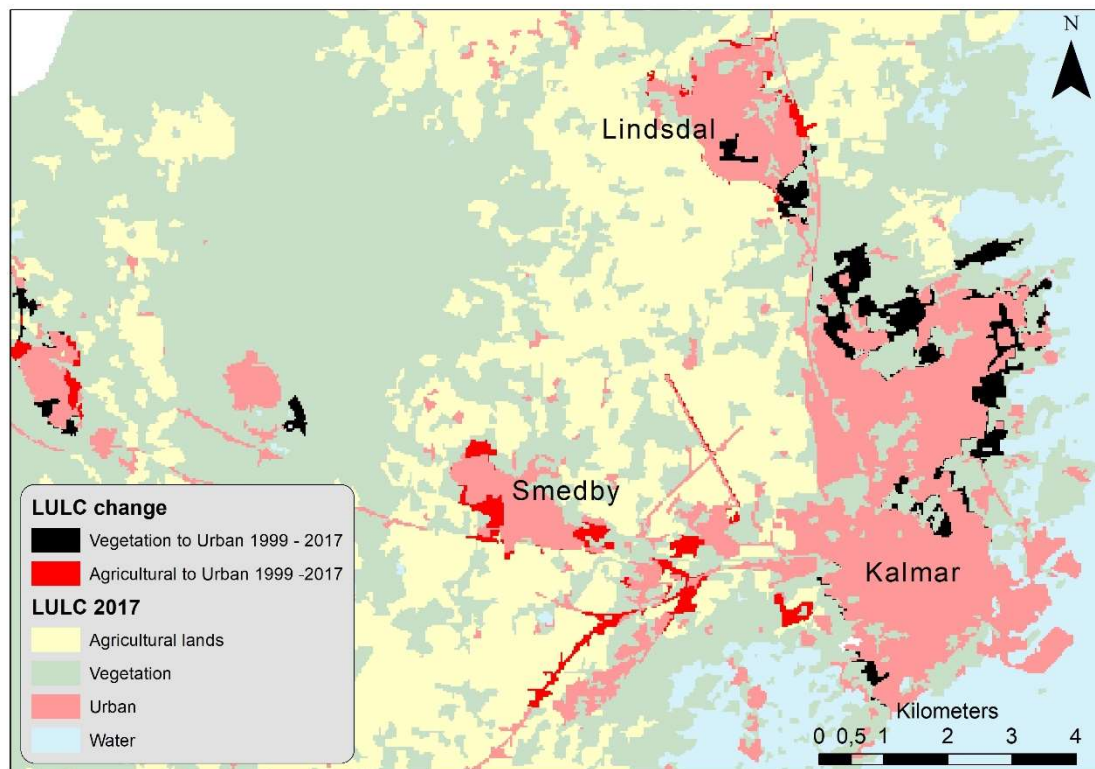 N
Lindsdal
Smedby
Kalmar
LULC change
Vegetation to Urban 1999 - 2017
Agricultural to Urban 1999 -2017
LULC 2017
Agricultural lands
Vegetation
Urban
Water
Kilometers
0 0,5 1 2 3 4